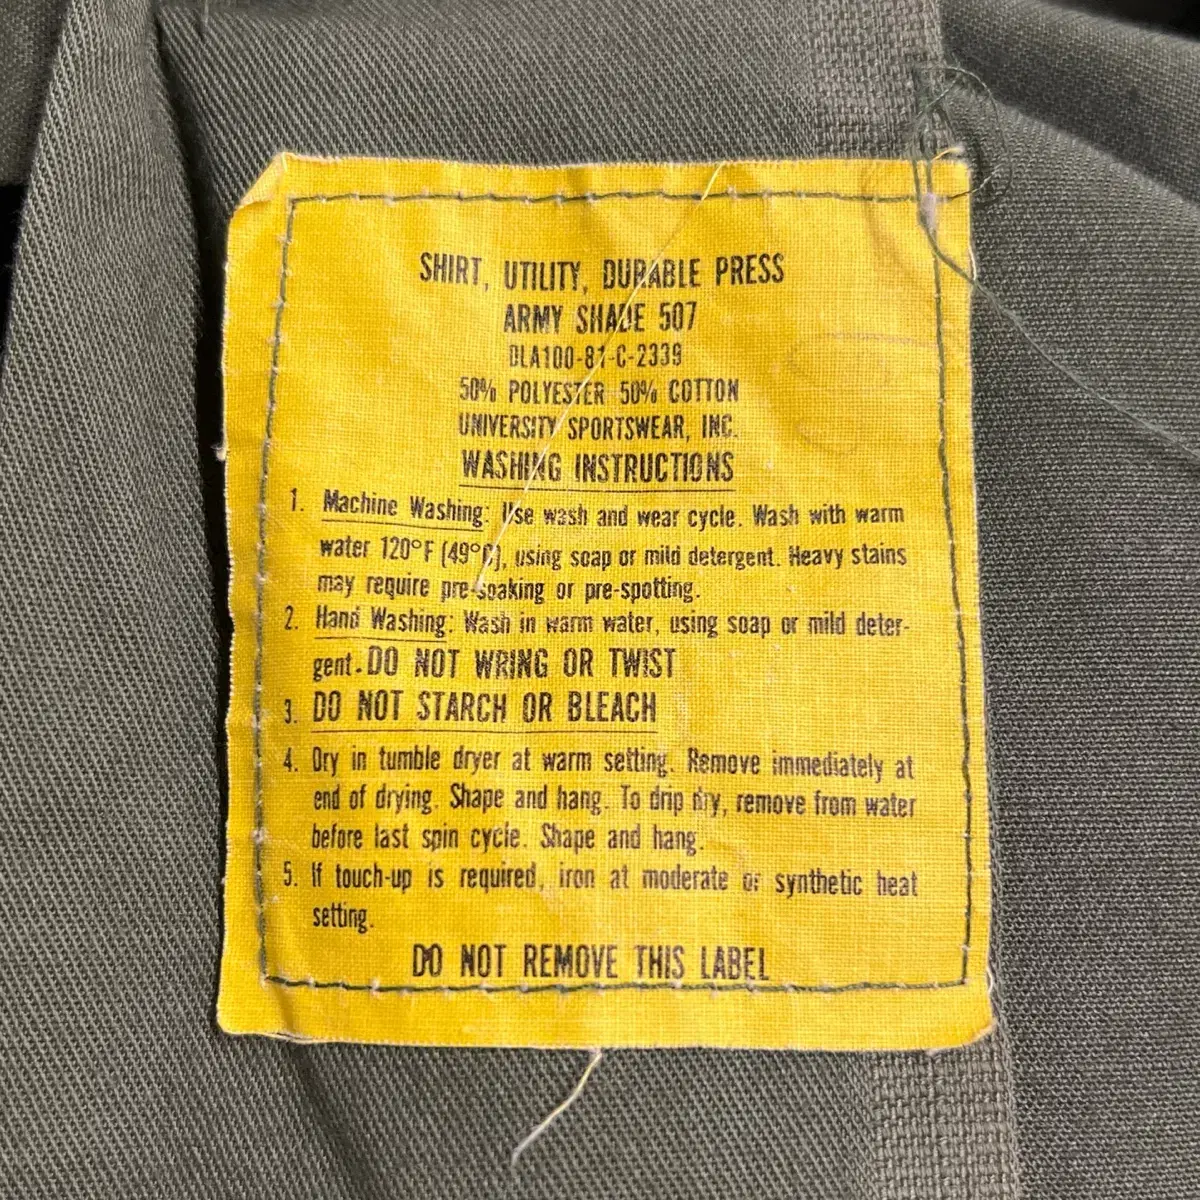 SHIRT, UTILITY, DURABLE PRESS
ARMY SHADE 507
DLA100-81-C-2339
50% POLYESTER 50% COTTON
UNIVERSITY SPORTSWEAR, INC.
WASHING INSTRUCTIONS
1. Machine Washing: Use wash and wear cycle. Wash with warm
water 120°F (49°C), using soap or mild detergent. Heavy stains
may require pre-soaking or pre-spotting.
2. Hand Washing: Wash in warm water, using soap or mild deter-
gent. DO NOT WRING OR TWIST
3. DO NOT STARCH OR BLEACH
4. Dry in tumble dryer at warm setting. Remove immediately at
end of drying. Shape and hang. To drip dry, remove from water
before last spin cycle. Shape and hang.
5. If touch-up is required, iron at moderate or synthetic heat
setting.
DO NOT REMOVE THIS LABEL